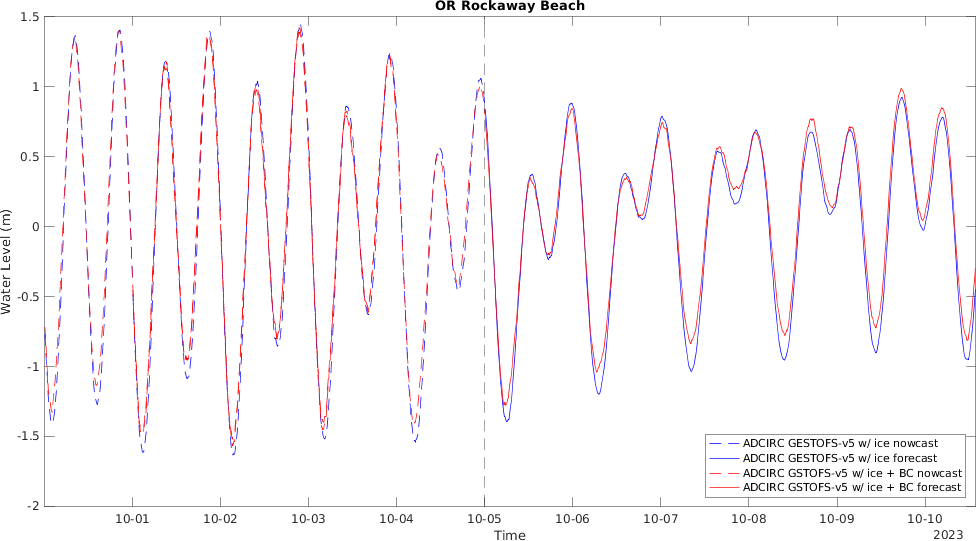 OR Rockaway Beach
Water Level (m)
1.5
1
0.5
0
-0.5
-1
-1.5
-2
10-01 10-02 10-03 10-04 10-05 10-06 10-07 10-08 10-09 10-10
Time
2023
ADCIRC GESTOFS-v5 w/ ice nowcast
ADCIRC GESTOFS-v5 w/ ice forecast
ADCIRC GSTOFS-v5 w/ ice + BC nowcast
ADCIRC GSTOFS-v5 w/ ice + BC forecast